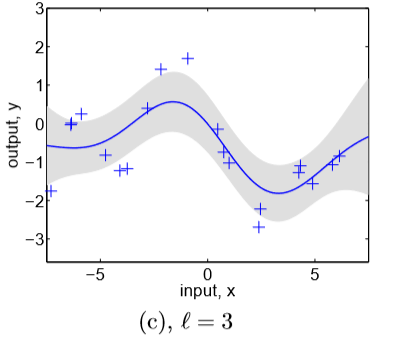 3
2
1
0
−1
−2
−3
output, y
−5 0 5
input, x
(c), ℓ = 3